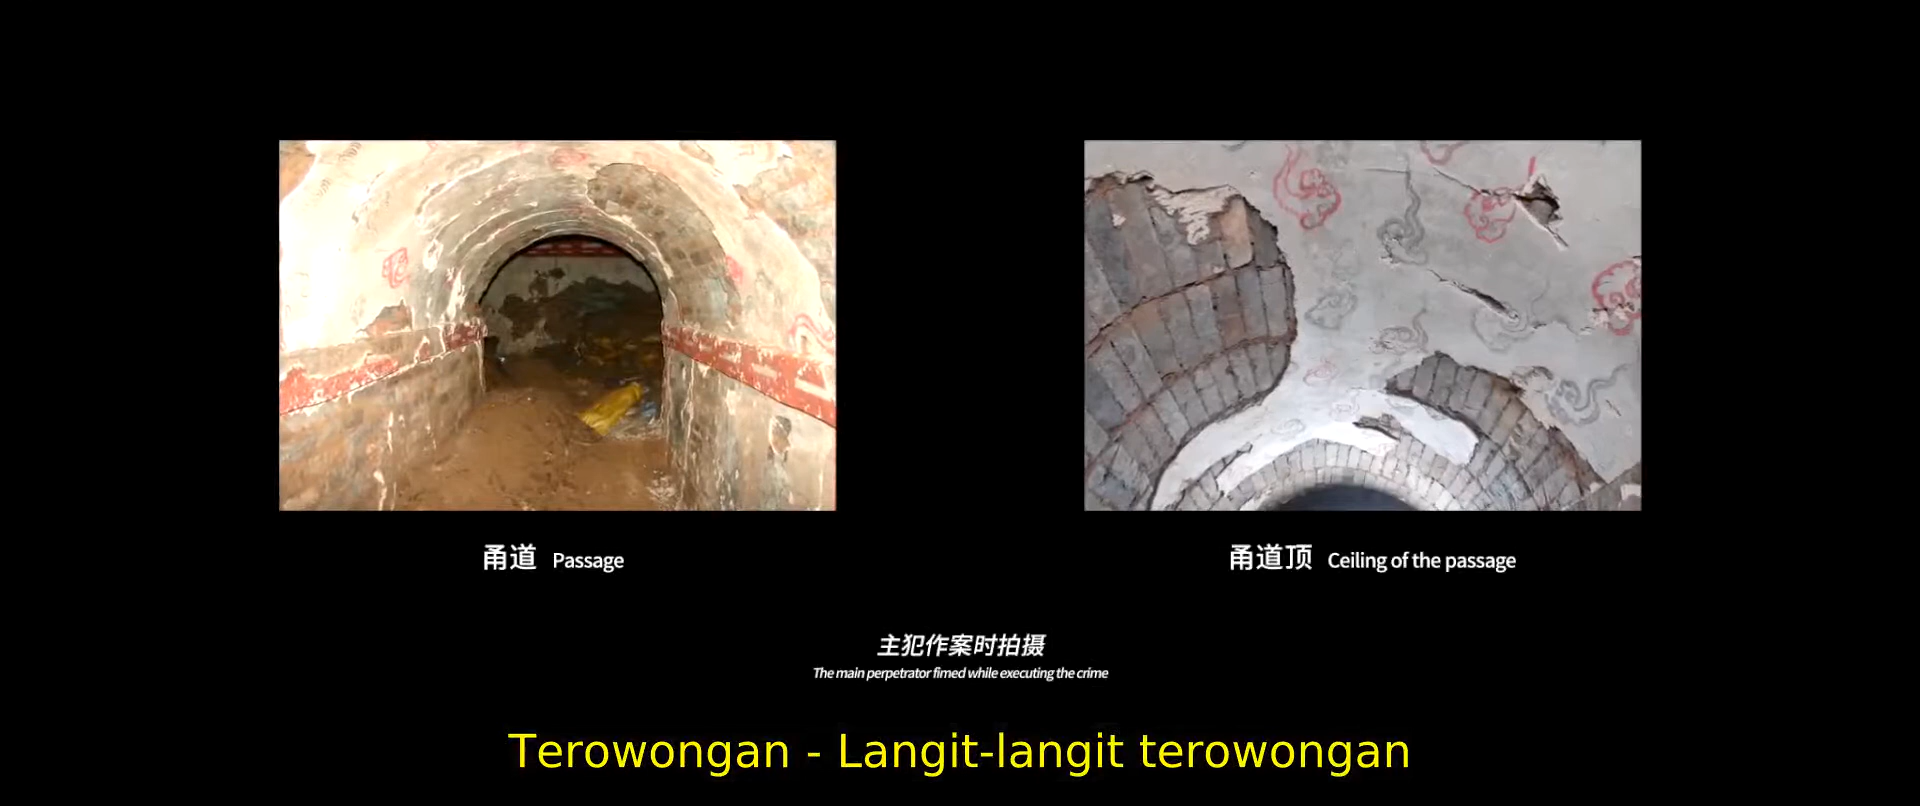 甬道 Passage
甬道顶 Ceiling of the passage
主犯作案时拍摄
The main perpetrator fimed while executing the crime
Terowongan - Langit-langit terowongan